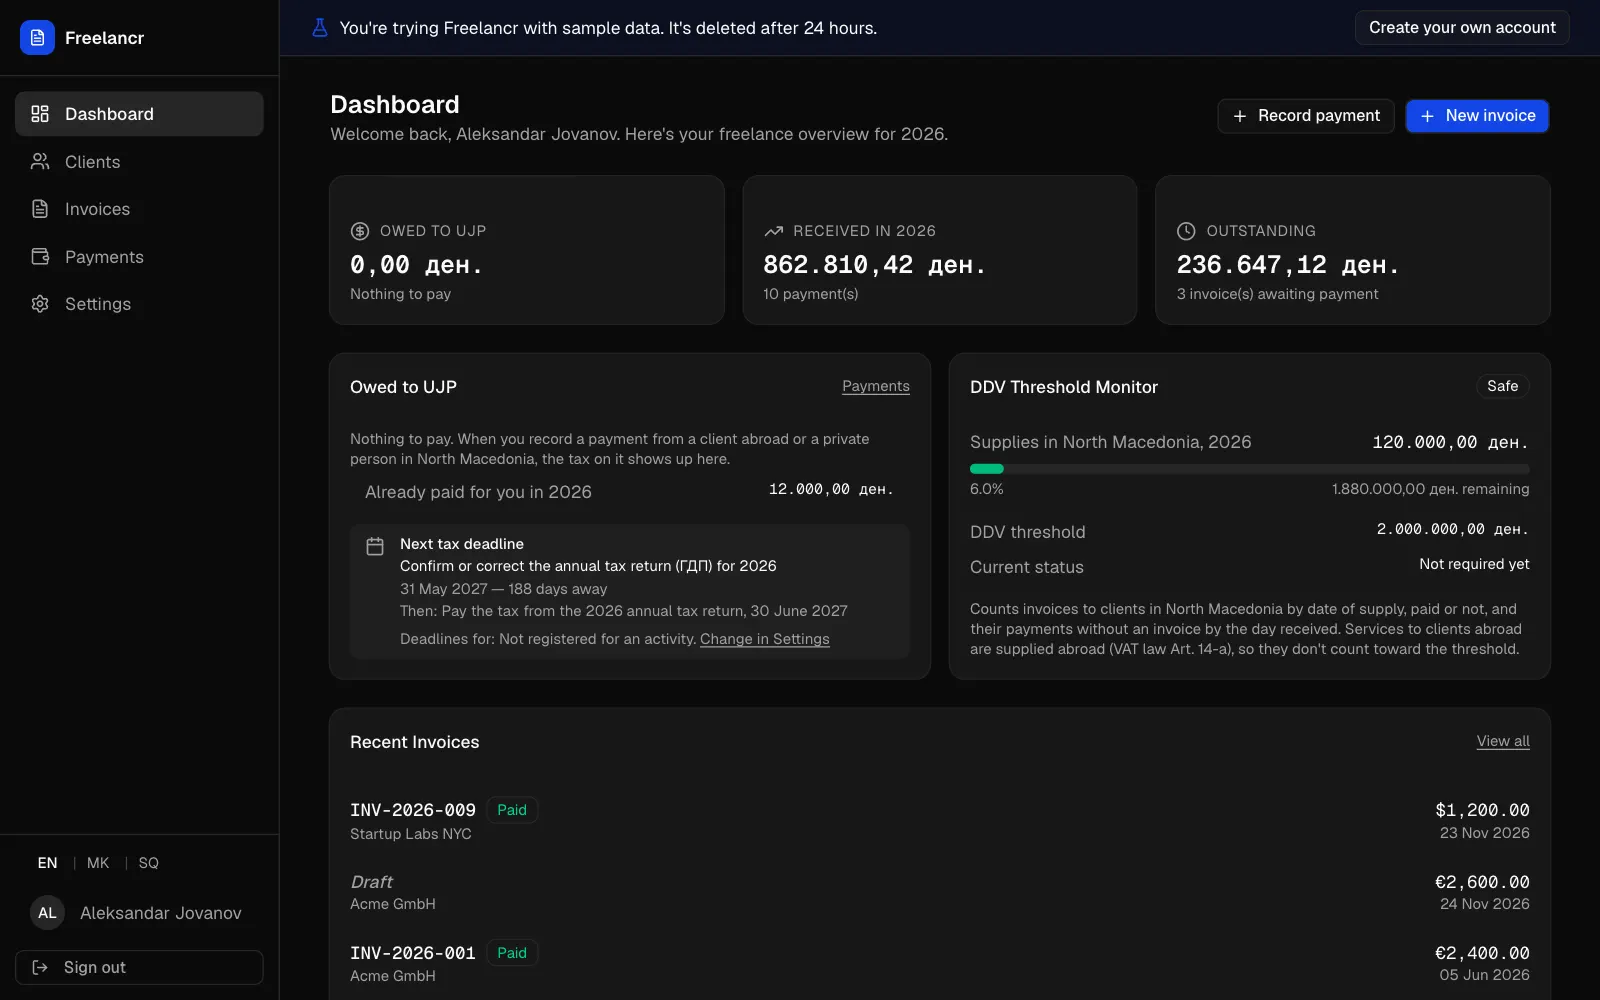 Freelancr
You're trying Freelancr with sample data. It's deleted after 24 hours.
Create your own account
Dashboard
Clients
Invoices
Payments
Settings
Dashboard
Welcome back, Aleksandar Jovanov. Here's your freelance overview for 2026.
Record payment
New invoice
OWED TO UJP
0,00 ден.
Nothing to pay
RECEIVED IN 2026
862.810,42 ден.
10 payment(s)
OUTSTANDING
236.647,12 ден.
3 invoice(s) awaiting payment
Owed to UJP
Payments
Nothing to pay. When you record a payment from a client abroad or a private
person in North Macedonia, the tax on it shows up here.
Already paid for you in 2026 12.000,00 ден.
Next tax deadline
Confirm or correct the annual tax return (ГДП) for 2026
31 May 2027 — 188 days away
Then: Pay the tax from the 2026 annual tax return, 30 June 2027
Deadlines for: Not registered for an activity. Change in Settings
DDV Threshold Monitor
Safe
Supplies in North Macedonia, 2026 120.000,00 ден.
6.0% 1.880.000,00 ден. remaining
DDV threshold 2.000.000,00 ден.
Current status Not required yet
Counts invoices to clients in North Macedonia by date of supply, paid or not, and
their payments without an invoice by the day received. Services to clients abroad
are supplied abroad (VAT law Art. 14-a), so they don't count toward the threshold.
Recent Invoices
View all
INV-2026-009 Paid $1,200.00
Startup Labs NYC 23 Nov 2026
Draft €2,600.00
Acme GmbH 24 Nov 2026
INV-2026-001 Paid €2,400.00
Acme GmbH 05 Jun 2026
EN | MK | SQ
AL Aleksandar Jovanov
Sign out